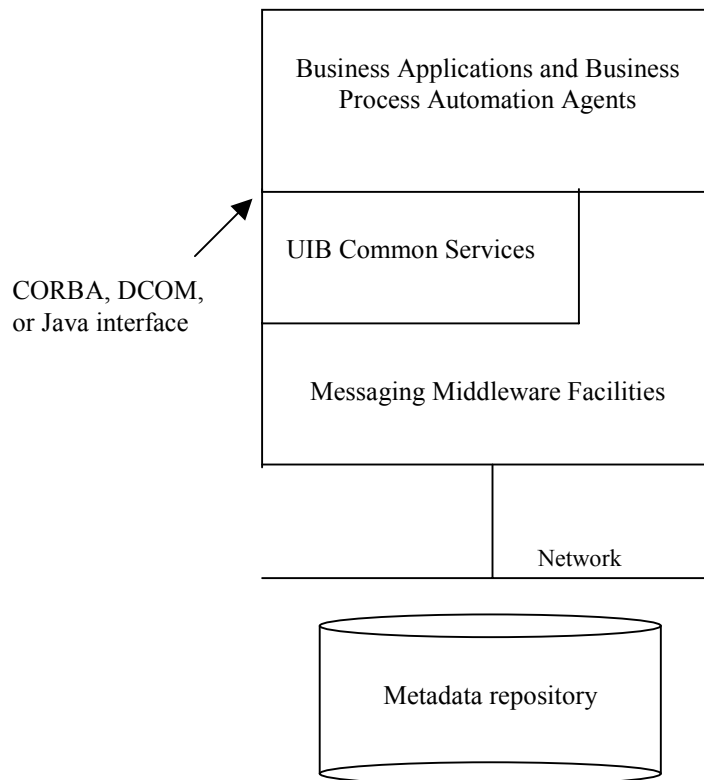 Business Applications and Business
Process Automation Agents
UIB Common Services
CORBA, DCOM,
or Java interface
Messaging Middleware Facilities
Network
Metadata repository